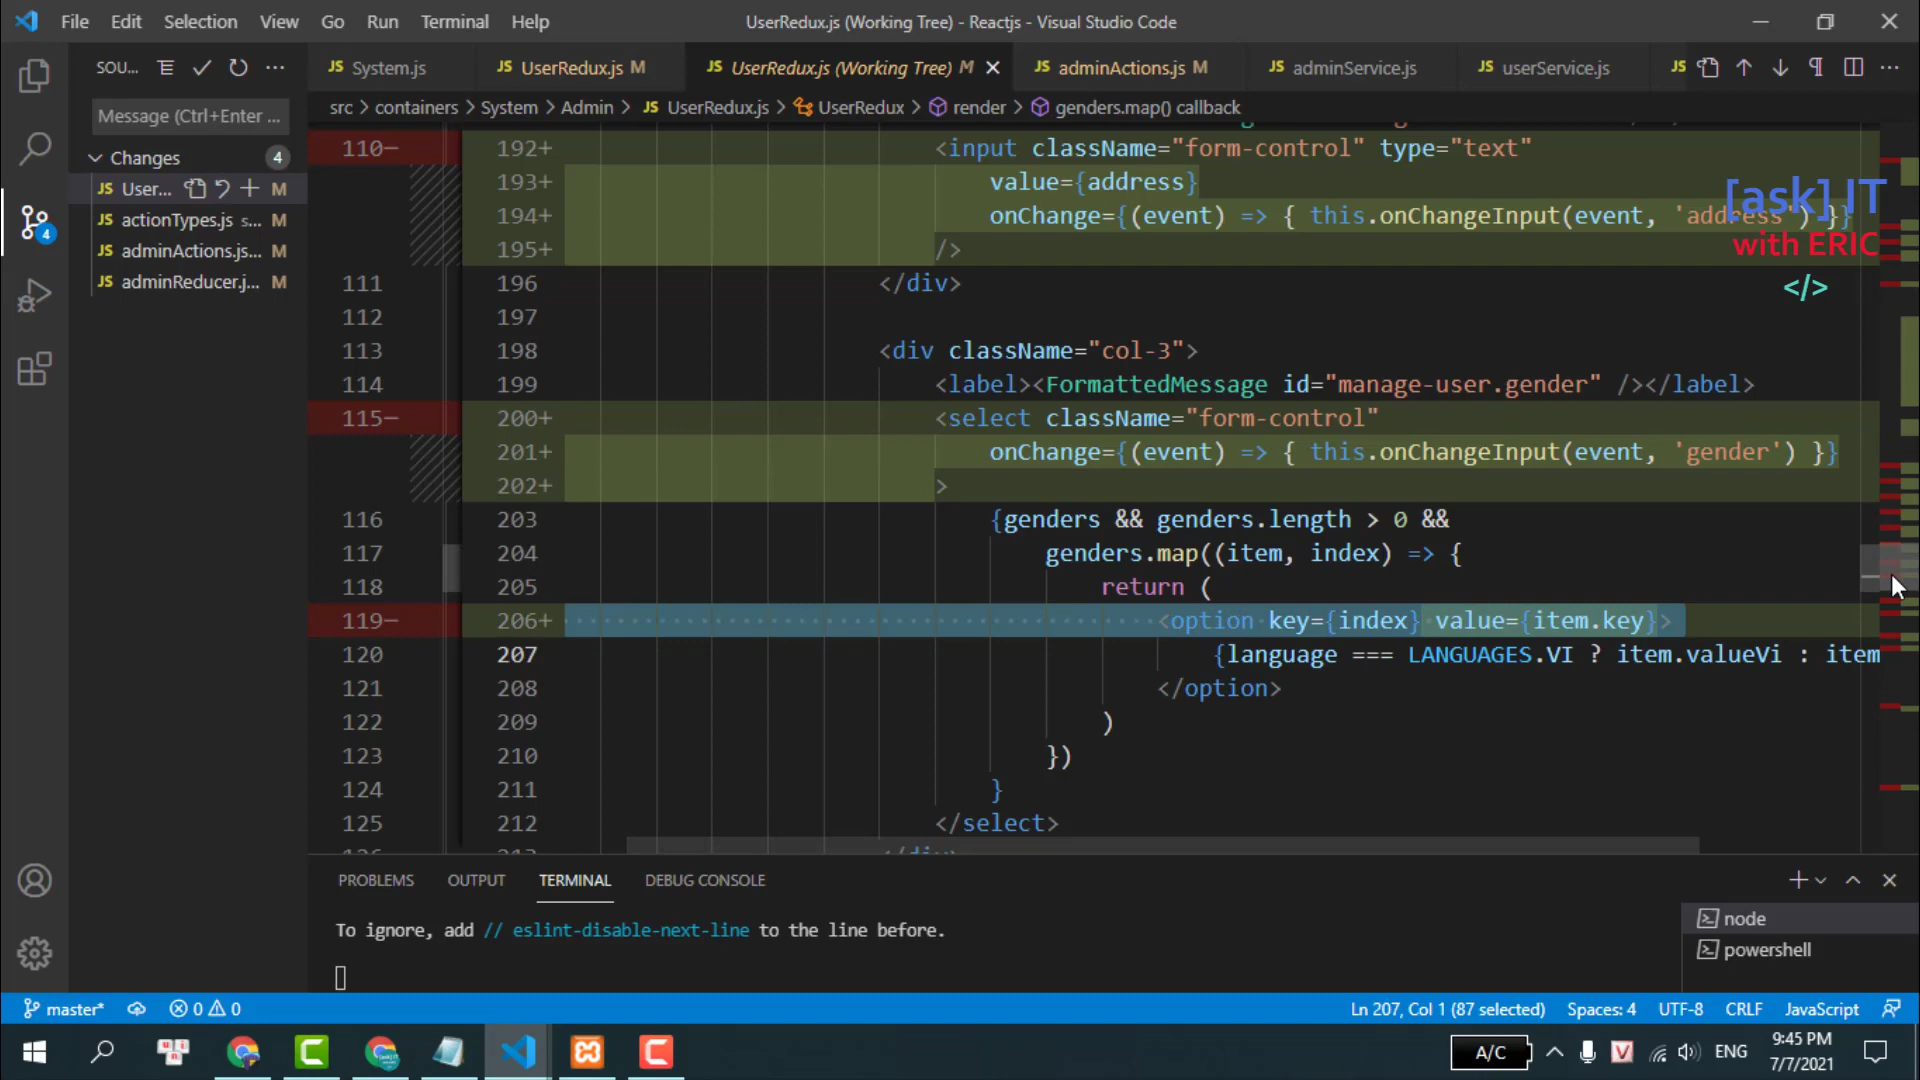 File Edit Selection View Go Run Terminal Help
UserRedux.js (Working Tree) - Reactjs - Visual Studio Code
SOU...
JS System.js
JS UserRedux.js M
JS UserRedux.js (Working Tree) M
JS adminActions.js M
JS adminService.js
JS userService.js
JS
src > containers > System > Admin > JS UserRedux.js > UserRedux > render > genders.map() callback
Message (Ctrl+Enter ...
Changes 4
JS User... M
JS actionTypes.js s... M
JS adminActions.js... M
JS adminReducer.j... M
4
[ask] IT
with ERIC
</>
110− 192+ <input className="form-control" type="text"
193+ value={address}
194+ onChange={(event) => { this.onChangeInput(event, 'address') }}
195+ />
111 196 </div>
112 197
113 198 <div className="col-3">
114 199 <label><FormattedMessage id="manage-user.gender" /></label>
115− 200+ <select className="form-control"
201+ onChange={(event) => { this.onChangeInput(event, 'gender') }}
202+ >
116 203 {genders && genders.length > 0 &&
117 204 genders.map((item, index) => {
118 205 return (
119− 206+ <option key={index} value={item.key}>
120 207 {language === LANGUAGES.VI ? item.valueVi : item
121 208 </option>
122 209 )
123 210 })
124 211 }
125 212 </select>
PROBLEMS OUTPUT TERMINAL DEBUG CONSOLE
To ignore, add // eslint-disable-next-line to the line before.
node
powershell
master* 0 0
Ln 207, Col 1 (87 selected) Spaces: 4 UTF-8 CRLF JavaScript
A/C
ENG
9:45 PM
7/7/2021